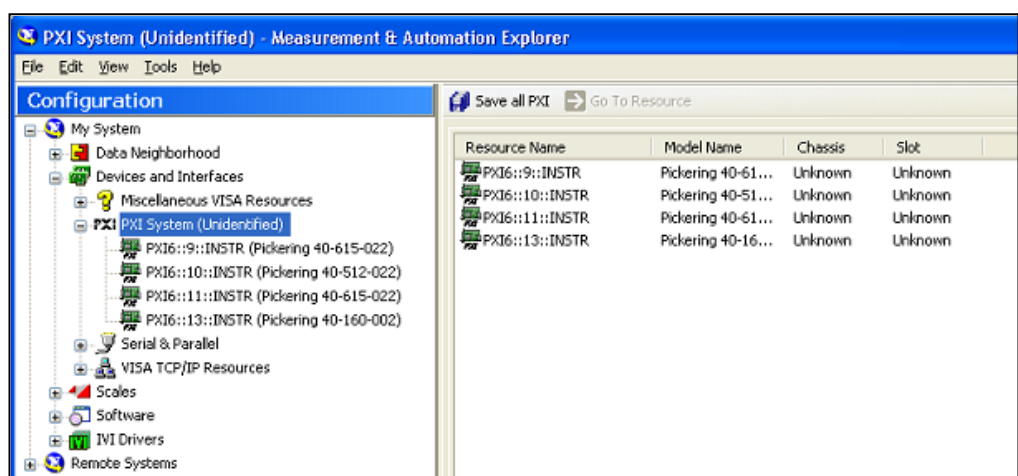 PXI System (Unidentified) - Measurement & Automation Explorer
File Edit View Tools Help
Configuration
My System
Data Neighborhood
Devices and Interfaces
Miscellaneous VISA Resources
PXI PXI System (Unidentified)
PXI6::9::INSTR (Pickering 40-615-022)
PXI6::10::INSTR (Pickering 40-512-022)
PXI6::11::INSTR (Pickering 40-615-022)
PXI6::13::INSTR (Pickering 40-160-002)
Serial & Parallel
VISA TCP/IP Resources
Scales
Software
IVI Drivers
Remote Systems
Save all PXI Go To Resource
Resource Name Model Name Chassis Slot
PXI6::9::INSTR Pickering 40-61... Unknown Unknown
PXI6::10::INSTR Pickering 40-51... Unknown Unknown
PXI6::11::INSTR Pickering 40-61... Unknown Unknown
PXI6::13::INSTR Pickering 40-16... Unknown Unknown